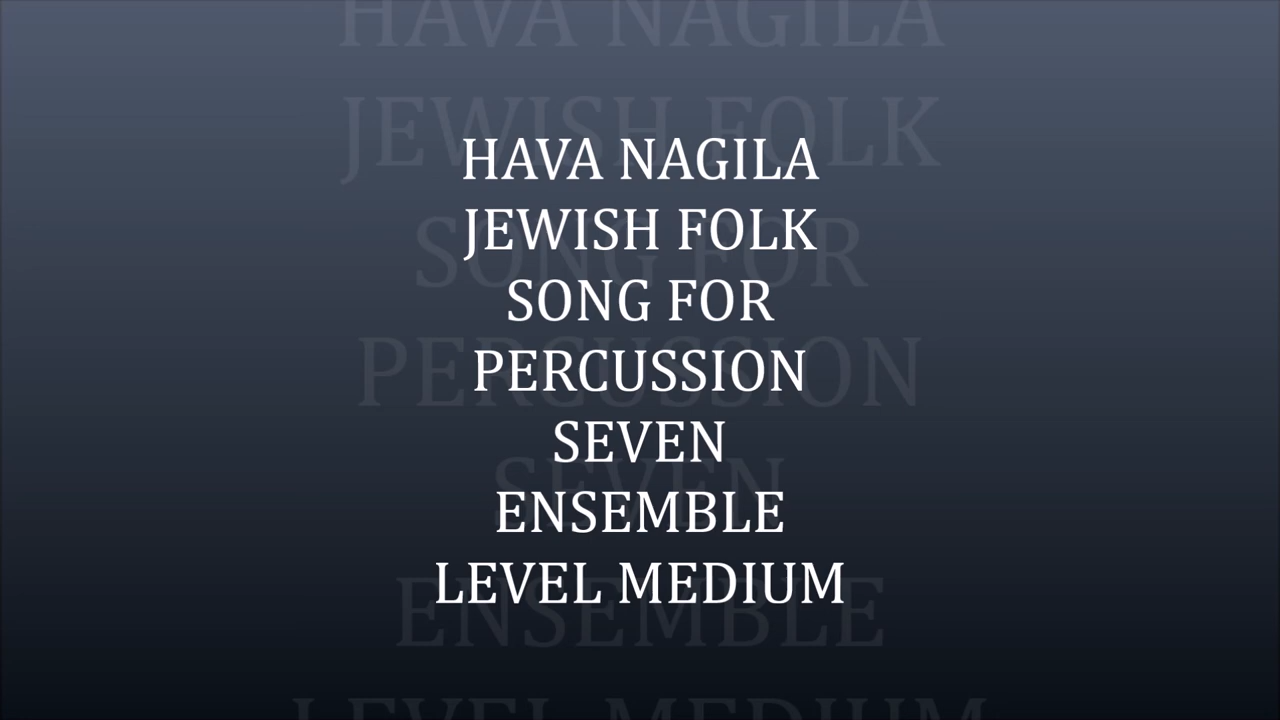 HAVA NAGILA
JEWISH FOLK
SONG FOR
PERCUSSION
SEVEN
ENSEMBLE
LEVEL MEDIUM